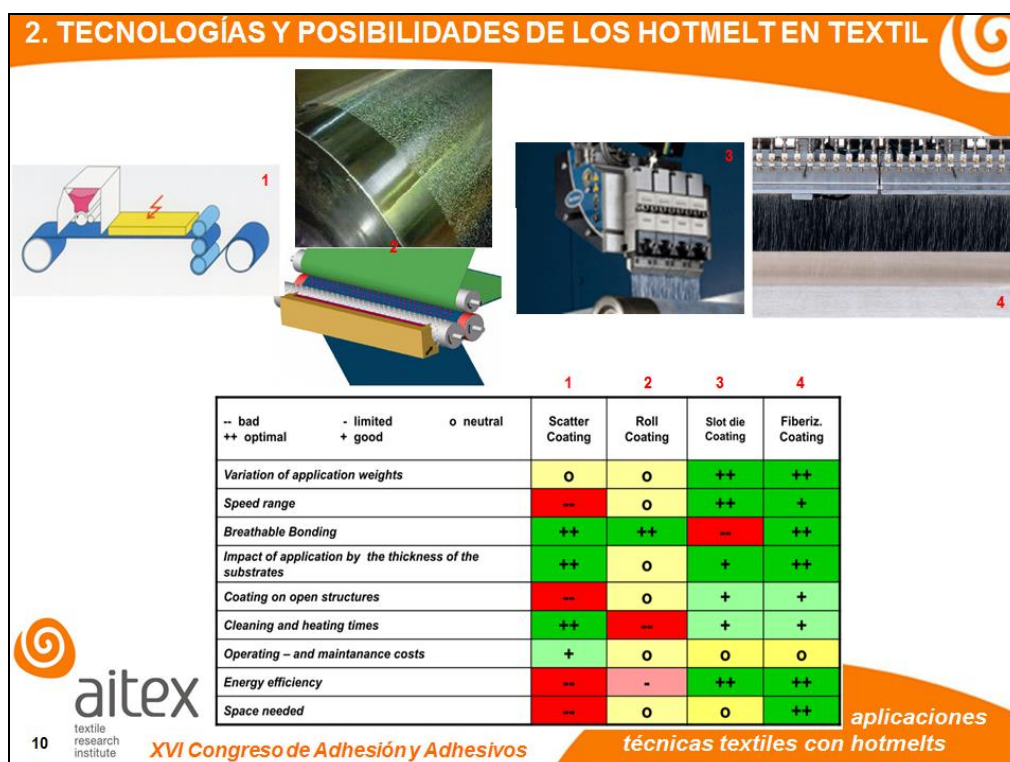 2. TECNOLOGÍAS Y POSIBILIDADES DE LOS HOTMELT EN TEXTIL
1
2
3
4
1 2 3 4
-- bad - limited o neutral
++ optimal + good
Scatter Coating Roll Coating Slot die Coating Fiberiz. Coating
Variation of application weights o o ++ ++
Speed range -- o ++ +
Breathable Bonding ++ ++ -- ++
Impact of application by the thickness of the
substrates ++ o + ++
Coating on open structures -- o + +
Cleaning and heating times ++ -- + +
Operating – and maintanance costs + o o o
Energy efficiency -- - ++ ++
Space needed -- o o ++
aitex
textile
research
institute
10
XVI Congreso de Adhesión y Adhesivos
aplicaciones
técnicas textiles con hotmelts